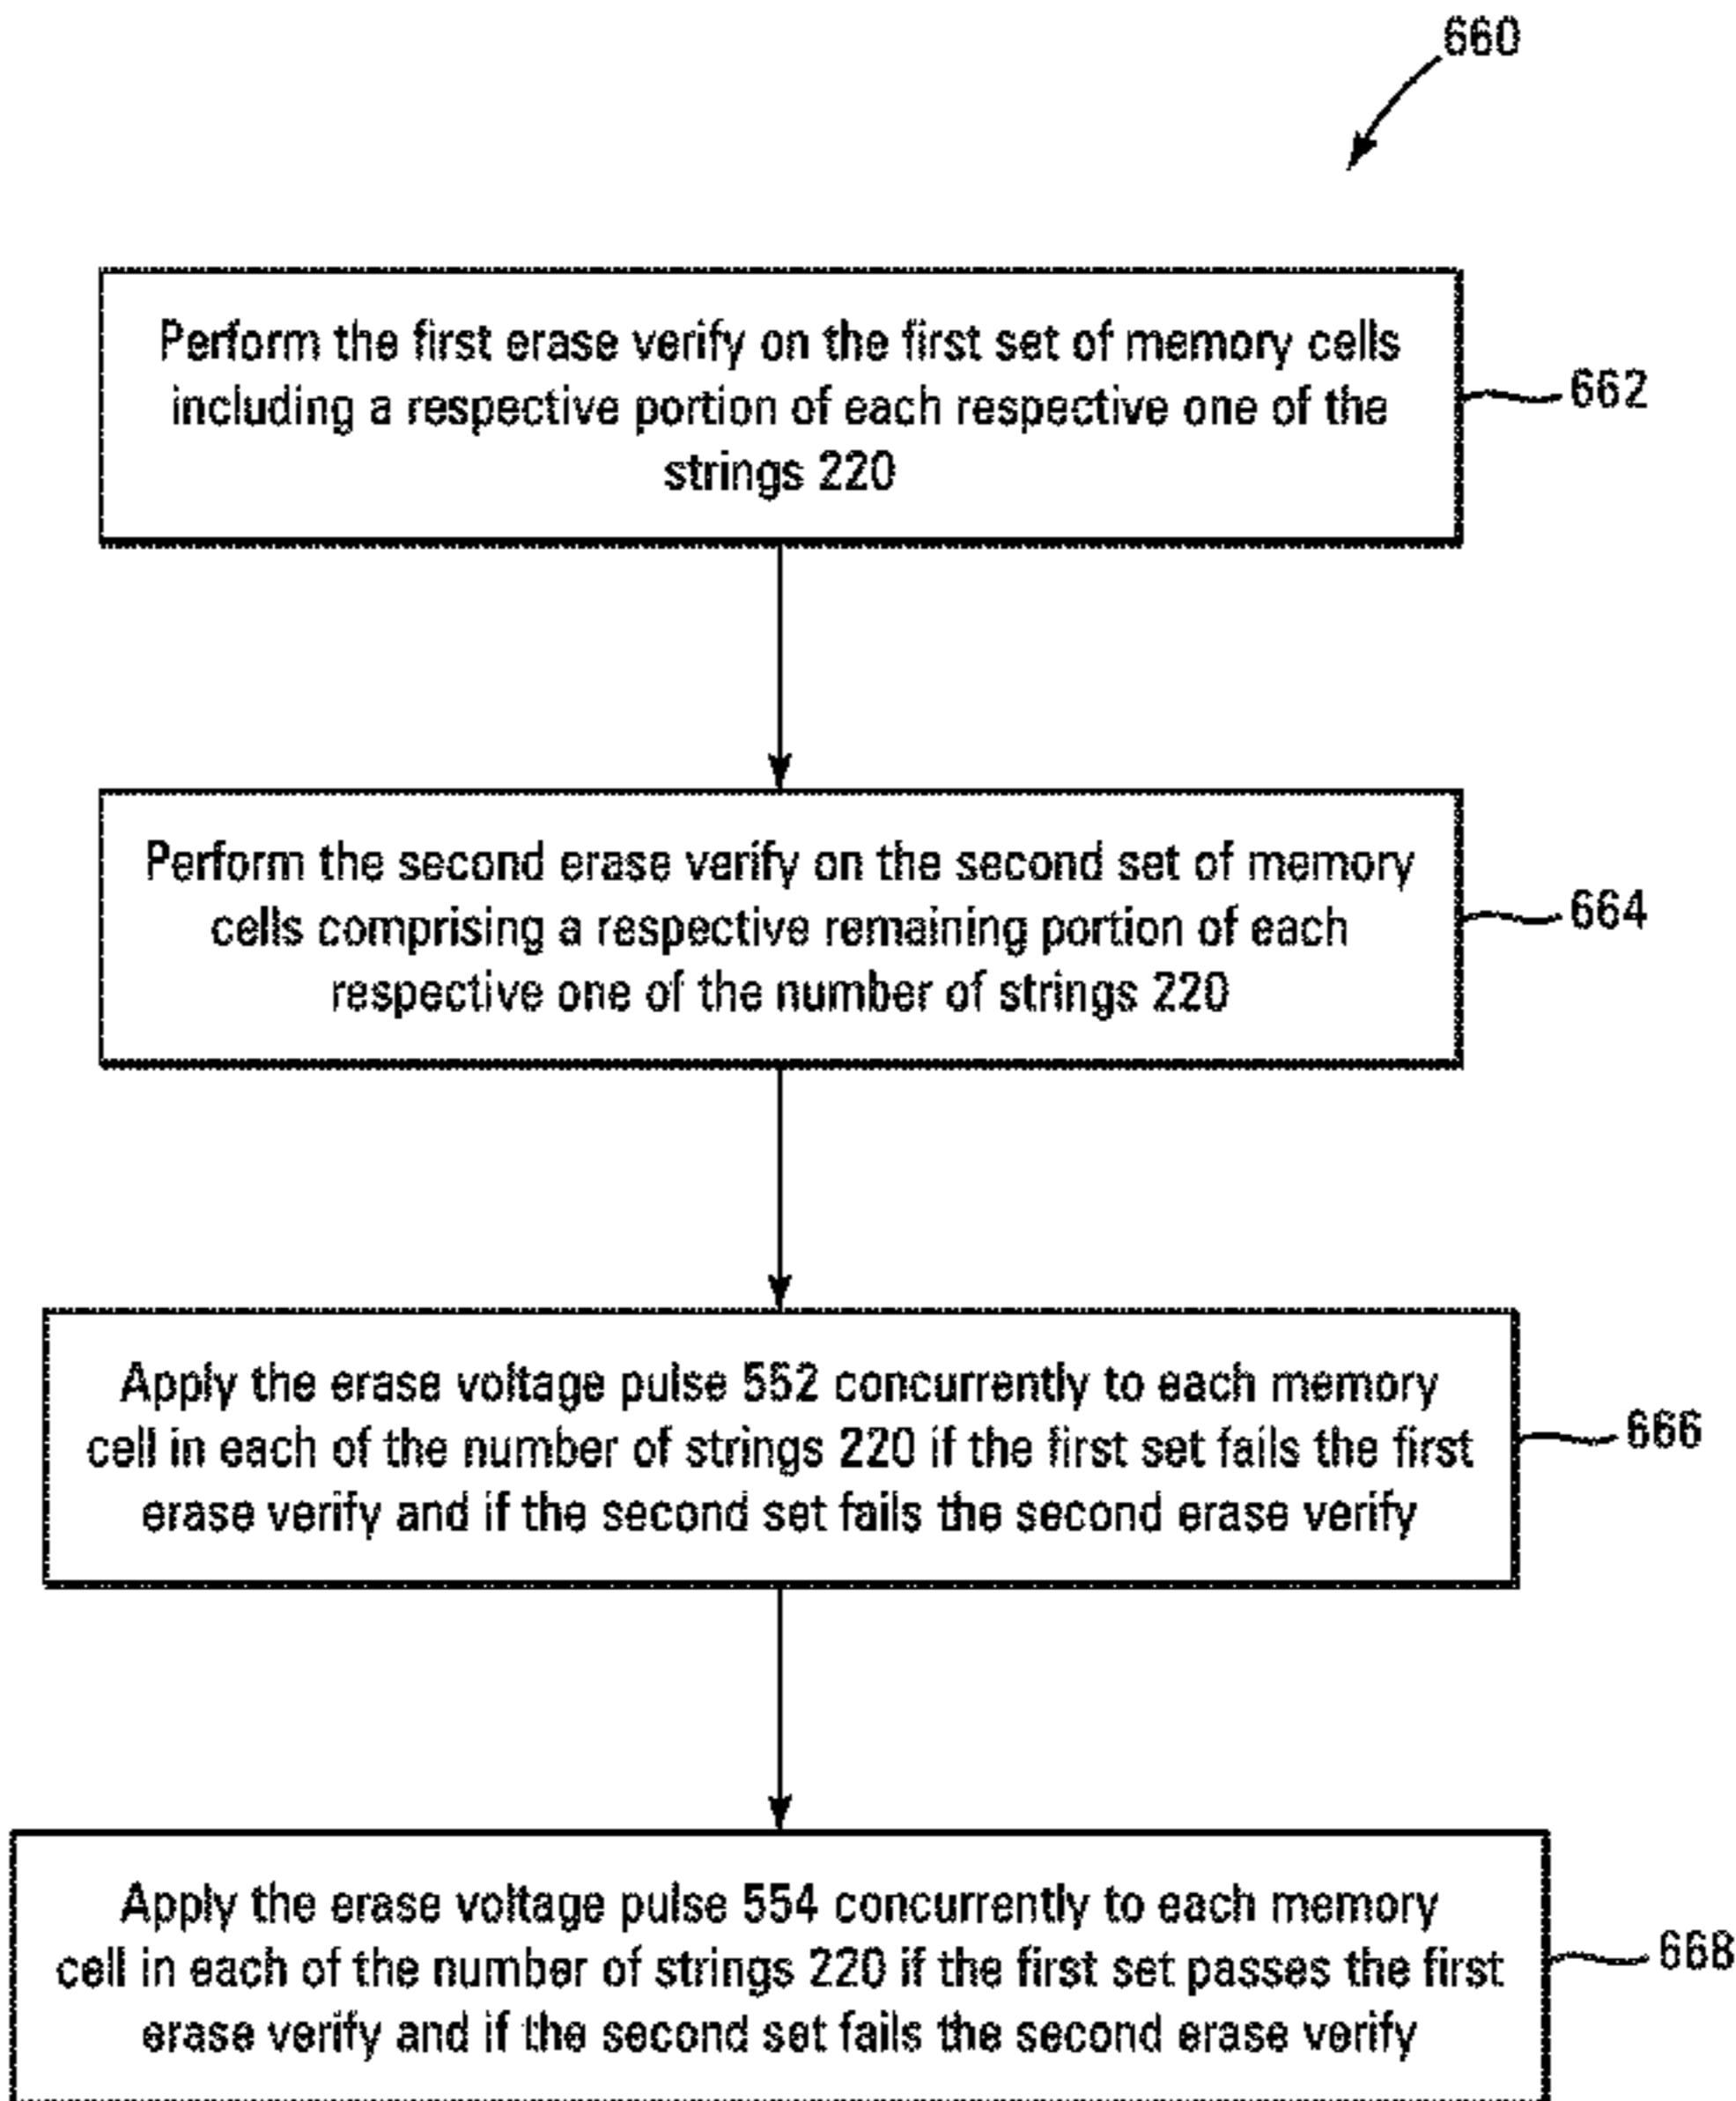 660
Perform the first erase verify on the first set of memory cells
including a respective portion of each respective one of the
strings 220
662
Perform the second erase verify on the second set of memory
cells comprising a respective remaining portion of each
respective one of the number of strings 220
664
Apply the erase voltage pulse 552 concurrently to each memory
cell in each of the number of strings 220 if the first set fails the first
erase verify and if the second set fails the second erase verify
666
Apply the erase voltage pulse 554 concurrently to each memory
cell in each of the number of strings 220 if the first set passes the first
erase verify and if the second set fails the second erase verify
668